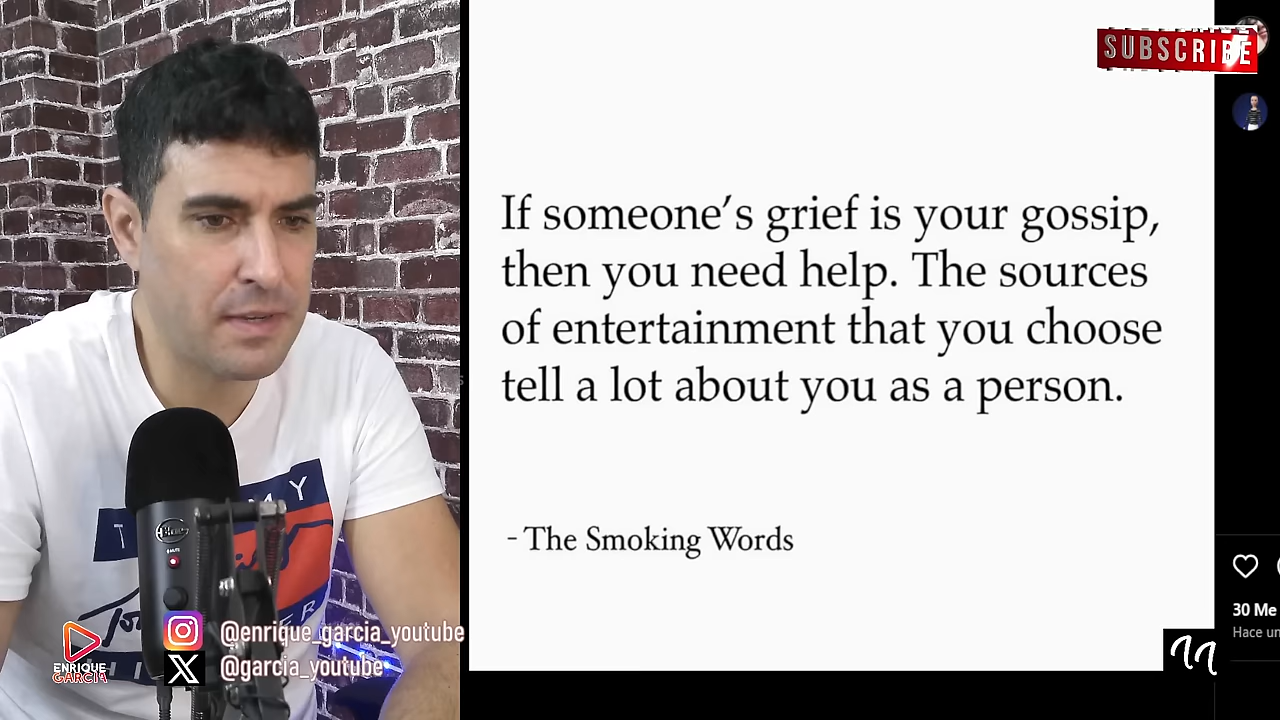 SUBSCRIBE
If someone’s grief is your gossip,
then you need help. The sources
of entertainment that you choose
tell a lot about you as a person.
- The Smoking Words
T
M Y
ER
@enrique_garcia_youtube
@garcia_youtube
ENRIQUE
GARCIA
30 Me
Hace un